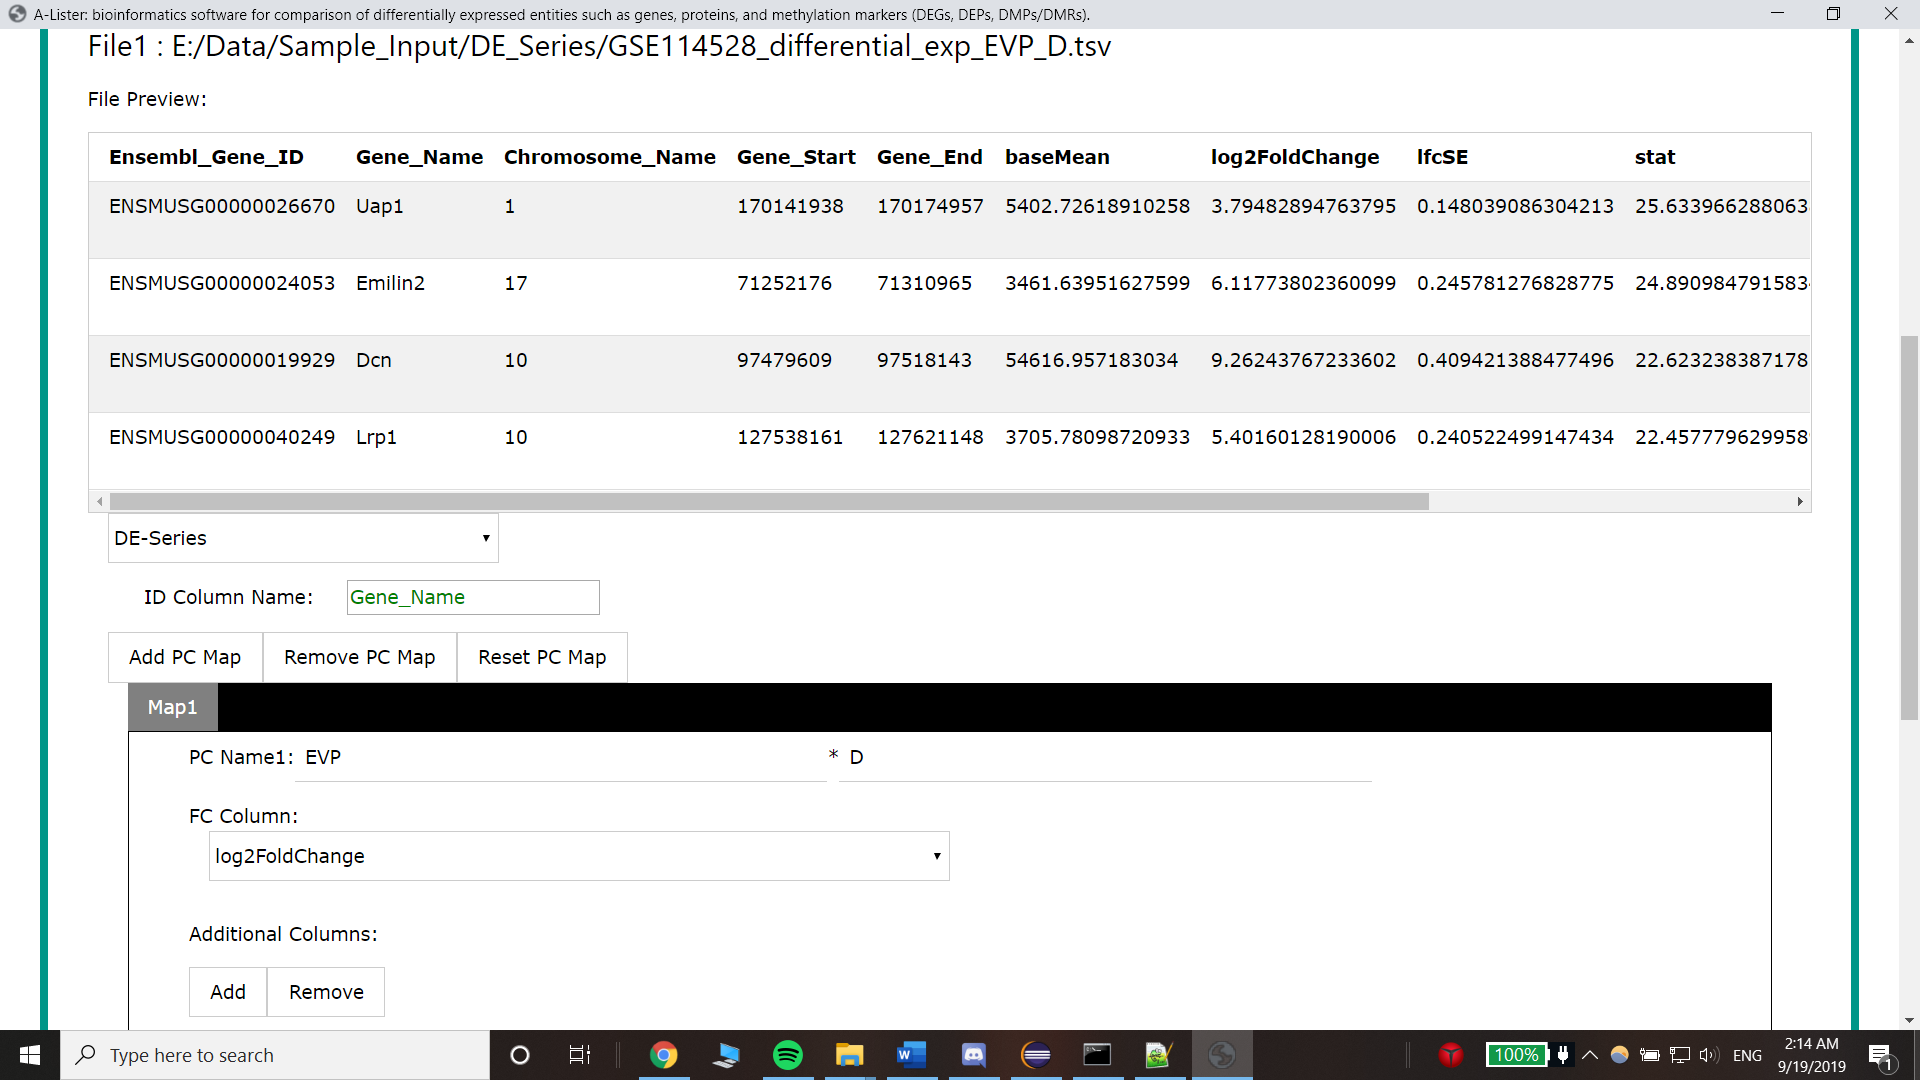 A-Lister: bioinformatics software for comparison of differentially expressed entities such as genes, proteins, and methylation markers (DEGs, DEPs, DMPs/DMRs).
File1 : E:/Data/Sample_Input/DE_Series/GSE114528_differential_exp_EVP_D.tsv
File Preview:
Ensembl_Gene_ID Gene_Name Chromosome_Name Gene_Start Gene_End baseMean log2FoldChange lfcSE stat
ENSMUSG00000026670 Uap1 1 170141938 170174957 5402.72618910258 3.79482894763795 0.148039086304213 25.633966288063
ENSMUSG00000024053 Emilin2 17 71252176 71310965 3461.63951627599 6.11773802360099 0.245781276828775 24.890984791583
ENSMUSG00000019929 Dcn 10 97479609 97518143 54616.957183034 9.26243767233602 0.409421388477496 22.623238387178
ENSMUSG00000040249 Lrp1 10 127538161 127621148 3705.78098720933 5.40160128190006 0.240522499147434 22.457779629958
DE-Series
ID Column Name: Gene_Name
Add PC Map Remove PC Map Reset PC Map
Map1
PC Name1: EVP * D
FC Column:
log2FoldChange
Additional Columns:
Add Remove
Type here to search
100% ENG
2:14 AM
9/19/2019
1